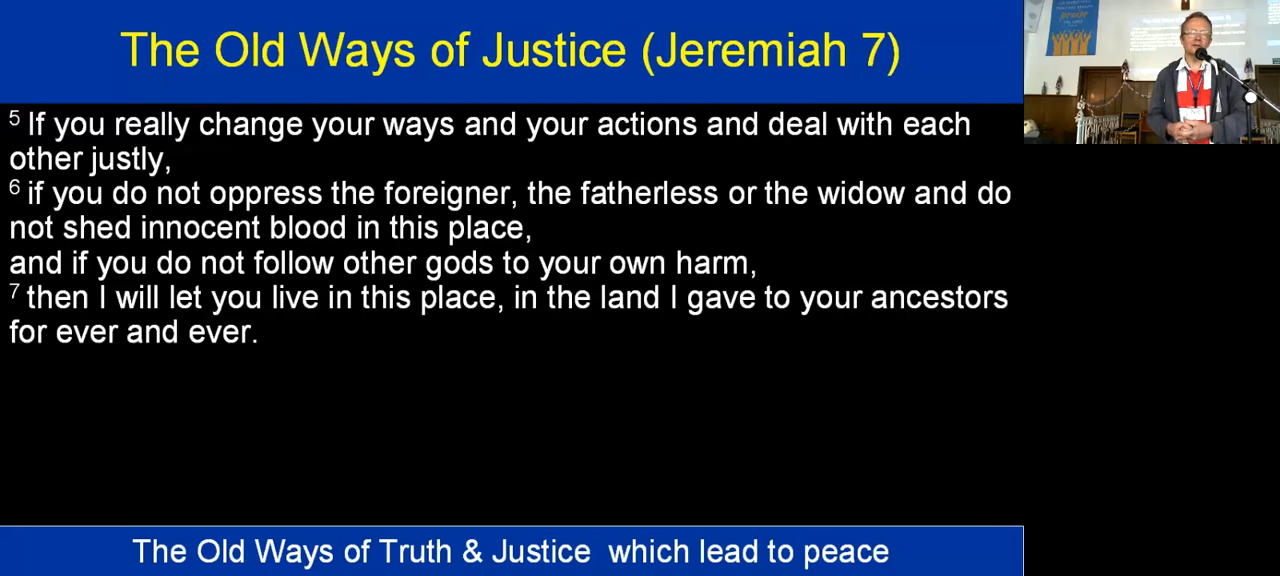 The Old Ways of Justice (Jeremiah 7)
5 If you really change your ways and your actions and deal with each
other justly,
6 if you do not oppress the foreigner, the fatherless or the widow and do
not shed innocent blood in this place,
and if you do not follow other gods to your own harm,
7 then I will let you live in this place, in the land I gave to your ancestors
for ever and ever.
The Old Ways of Truth & Justice which lead to peace